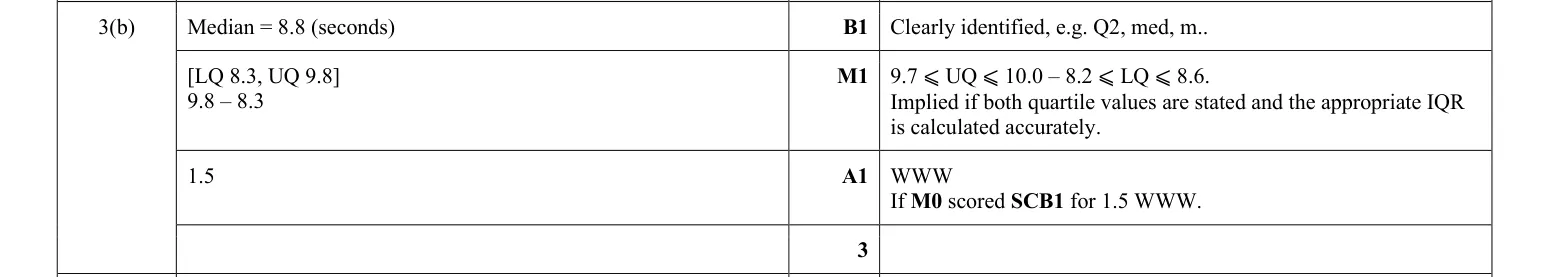 3(b) Median = 8.8 (seconds) B1 Clearly identified, e.g. Q2, med, m..
[LQ 8.3, UQ 9.8] M1 9.7 ⩽ UQ ⩽ 10.0 – 8.2 ⩽ LQ ⩽ 8.6.
9.8 – 8.3 Implied if both quartile values are stated and the appropriate IQR
is calculated accurately.
1.5 A1 WWW
If M0 scored SCB1 for 1.5 WWW.
3